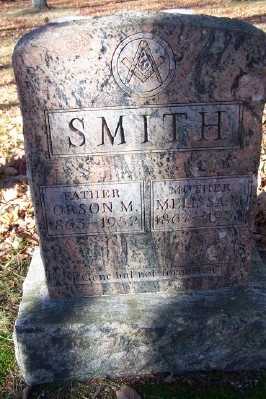 SMITH
FATHER
ORSON M.
MOTHER
MELISSA M.
Gone but not forgotten